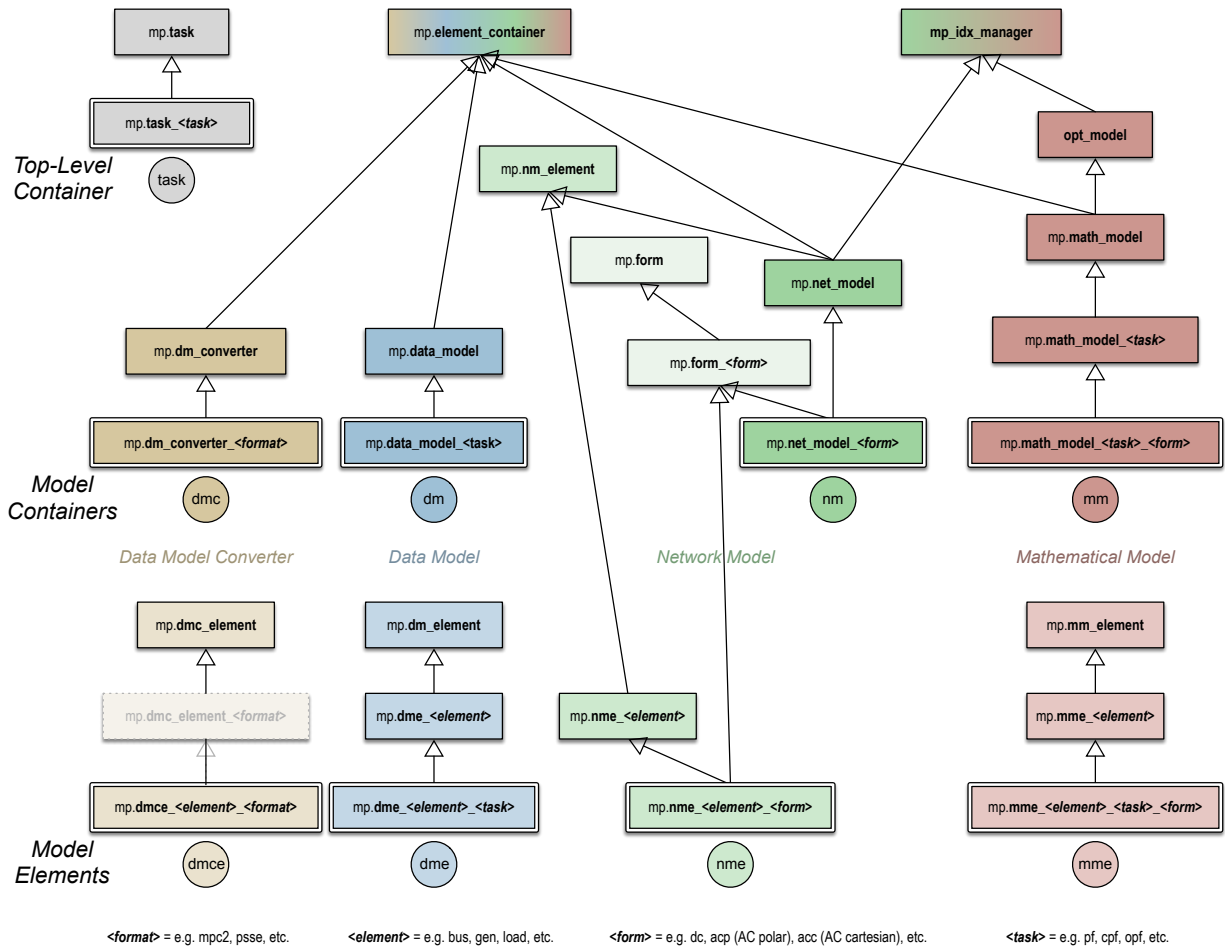 mp.task
mp.element_container
mp_idx_manager
mp.task_<task>
opt_model
Top-Level
Container
task
mp.nm_element
mp.math_model
mp.form
mp.net_model
mp.dm_converter
mp.data_model
mp.form_<form>
mp.math_model_<task>
mp.dm_converter_<format>
mp.data_model_<task>
mp.net_model_<form>
mp.math_model_<task>_<form>
Model
Containers
dmc
dm
nm
mm
Data Model Converter
Data Model
Network Model
Mathematical Model
mp.dmc_element
mp.dm_element
mp.mm_element
mp.dmc_element_<format>
mp.dme_<element>
mp.nme_<element>
mp.mme_<element>
mp.dmce_<element>_<format>
mp.dme_<element>_<task>
mp.nme_<element>_<form>
mp.mme_<element>_<task>_<form>
Model
Elements
dmce
dme
nme
mme
<format> = e.g. mpc2, psse, etc.
<element> = e.g. bus, gen, load, etc.
<form> = e.g. dc, acp (AC polar), acc (AC cartesian), etc.
<task> = e.g. pf, cpf, opf, etc.